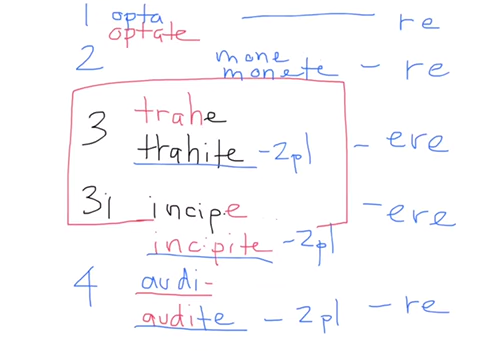 1 opta re
optate
2 mone
monete - re
3 trahe
trahite - 2pl - ere
3i incipe - ere
incipite - 2pl
4 audi-
audite - 2pl - re